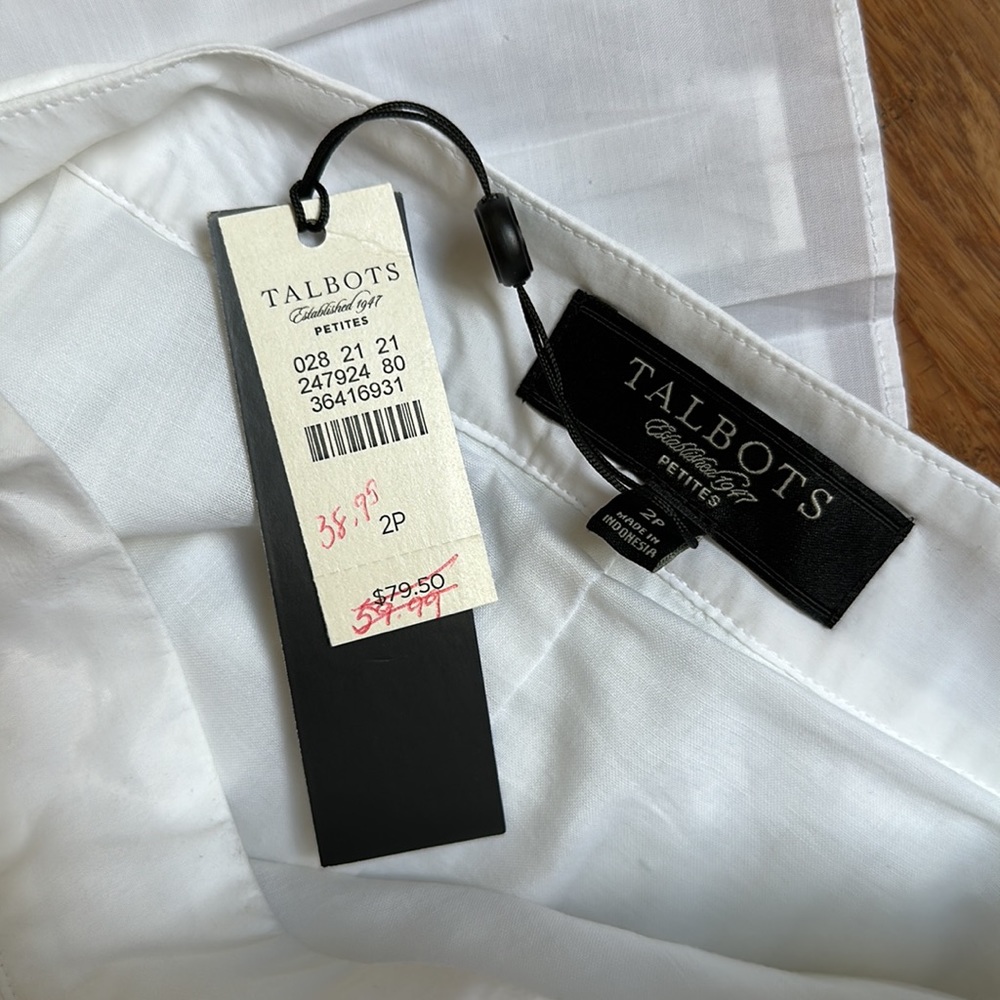 TALBOTS
Established 1947
PETITES
028 21 21
247924 80
36416931
38.99
2P
$79.50
59.99
TALBOTS
Established 1947
PETITES
2P
MADE IN
INDONESIA